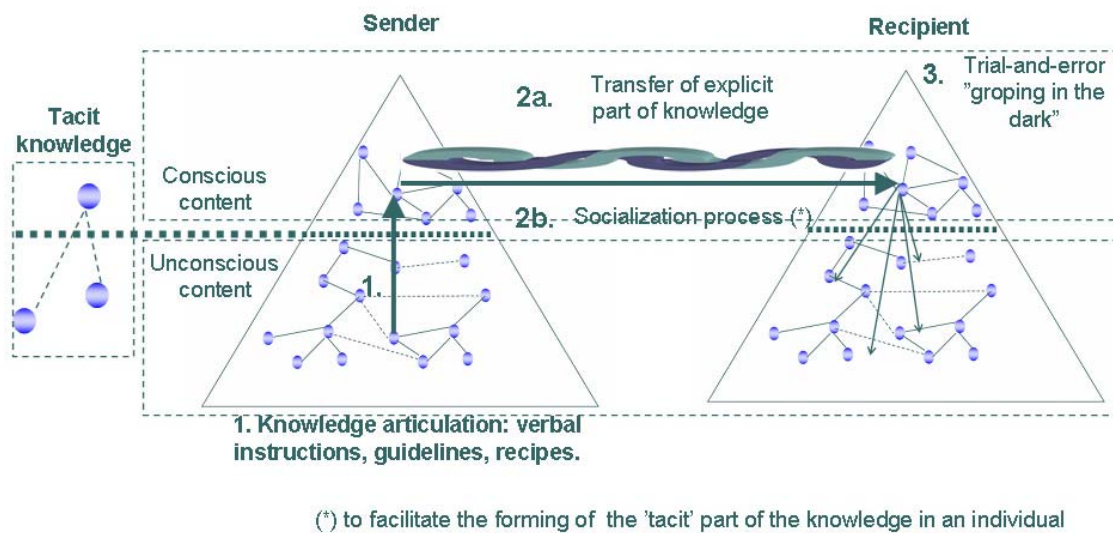 Sender
Recipient
Tacit
knowledge
Conscious
content
Unconscious
content
1.
2a.
Transfer of explicit
part of knowledge
2b.
Socialization process (*)
3.
Trial-and-error
”groping in the
dark”
1. Knowledge articulation: verbal
instructions, guidelines, recipes.
(*) to facilitate the forming of the 'tacit' part of the knowledge in an individual